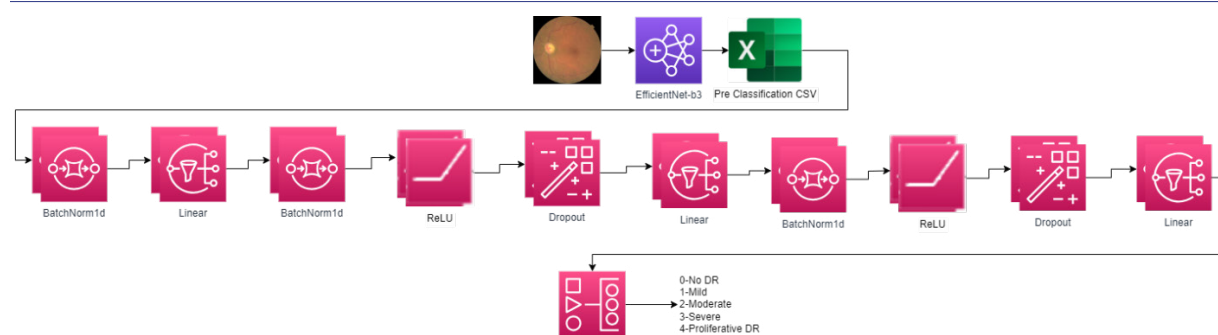 X
EfficientNet-b3
Pre Classification CSV
BatchNorm1d
Linear
BatchNorm1d
ReLU
Dropout
Linear
BatchNorm1d
ReLU
Dropout
Linear
0-No DR
1-Mild
2-Moderate
3-Severe
4-Proliferative DR